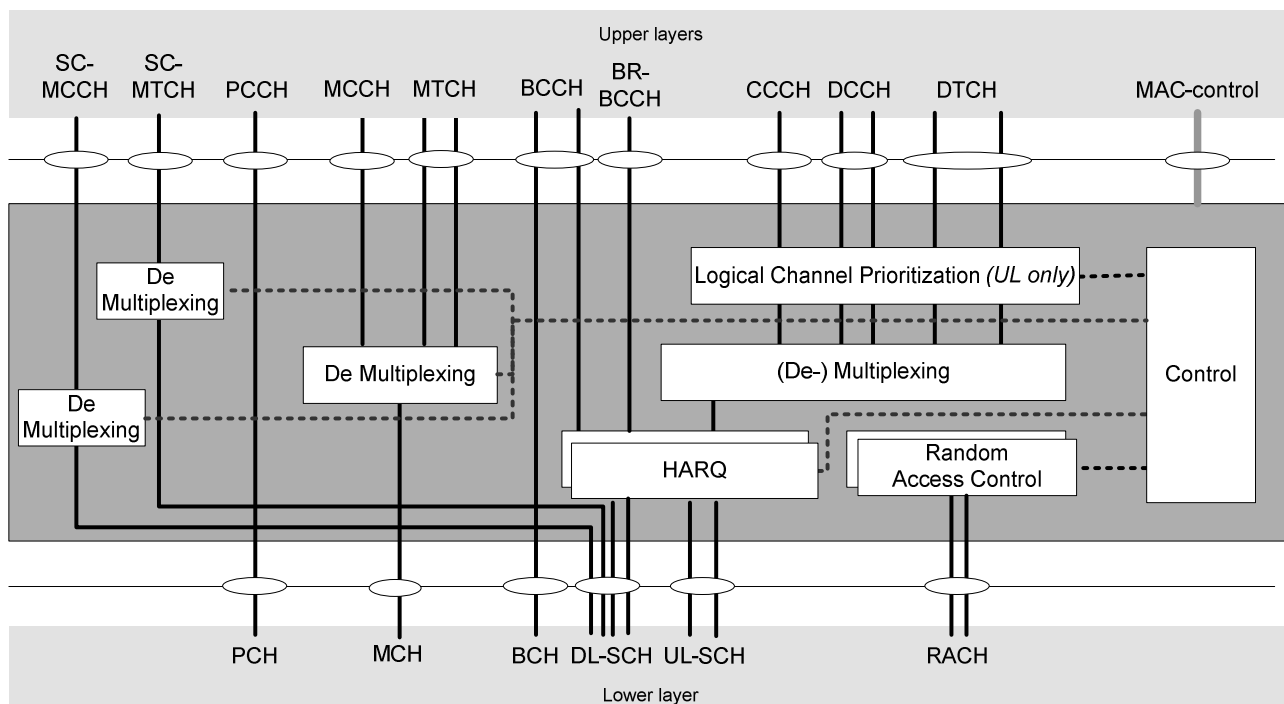 Upper layers
SC-
MCCH
SC-
MTCH
PCCH
MCCH
MTCH
BCCH
BR-
BCCH
CCCH
DCCH
DTCH
MAC-control
De
Multiplexing
Logical Channel Prioritization (UL only)
De Multiplexing
(De-) Multiplexing
Control
De
Multiplexing
HARQ
Random
Access Control
PCH
MCH
BCH
DL-SCH
UL-SCH
RACH
Lower layer